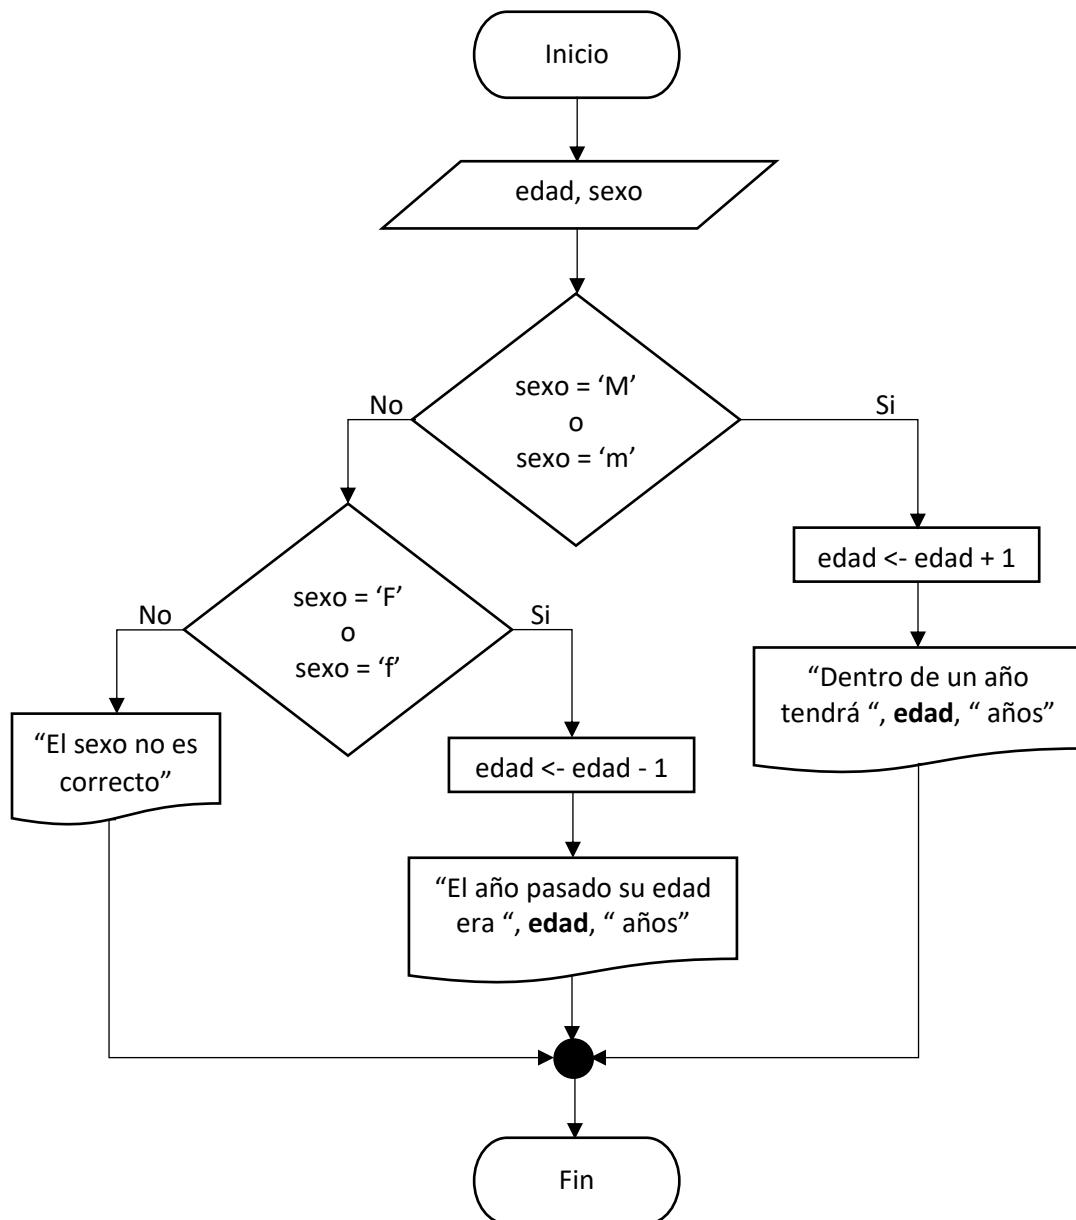 Inicio
edad, sexo
sexo = ‘M’
o
sexo = ‘m’
No
Si
edad <- edad + 1
“Dentro de un año
tendrá “, edad, “ años”
sexo = ‘F’
o
sexo = ‘f’
No
Si
“El sexo no es
correcto”
edad <- edad - 1
“El año pasado su edad
era “, edad, “ años”
Fin